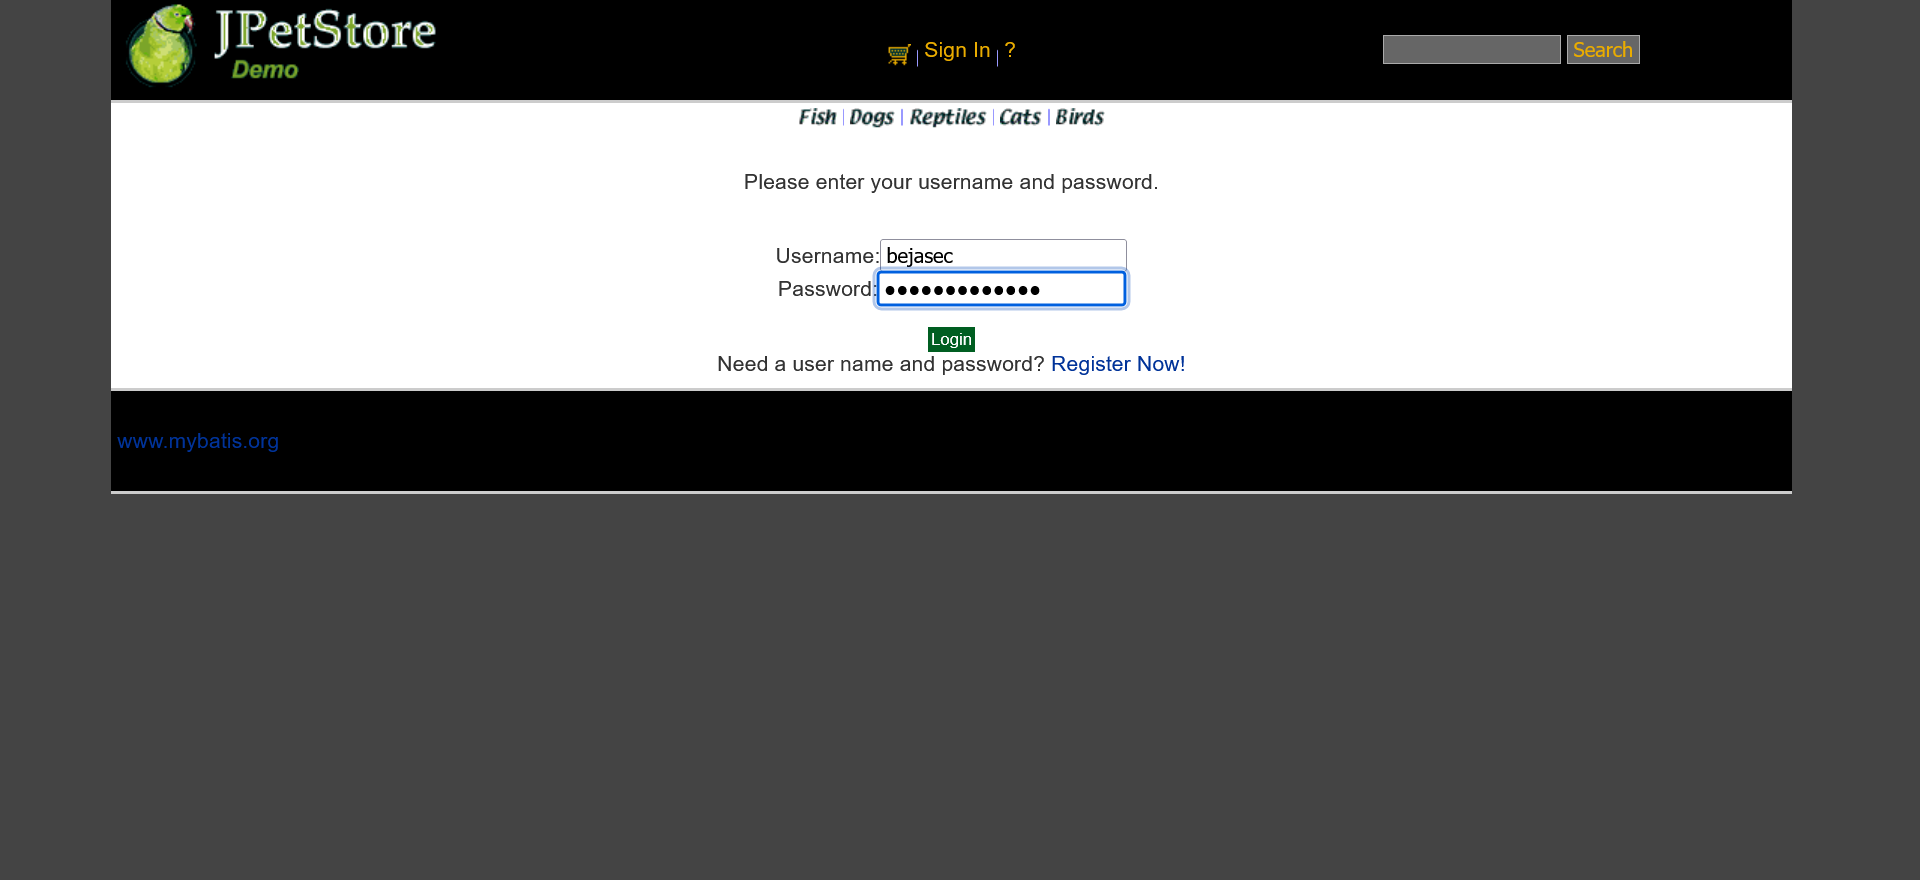 JPetStore
Demo
Sign In | ?
Search
Fish | Dogs | Reptiles | Cats | Birds
Please enter your username and password.
Username: bejasec
Password: •••••••••••••
Login
Need a user name and password? Register Now!
www.mybatis.org